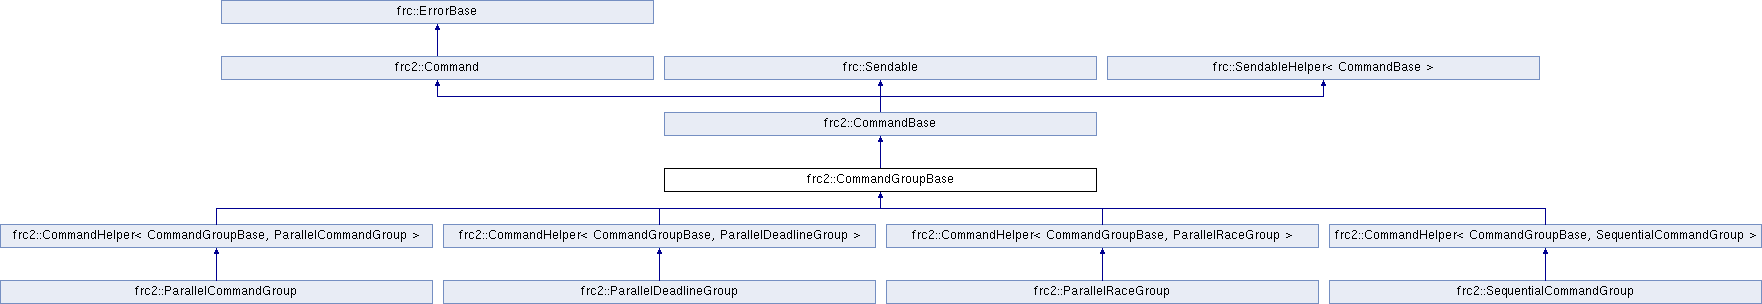 frc::ErrorBase
frc2::Command
frc::Sendable
frc::SendableHelper< CommandBase >
frc2::CommandBase
frc2::CommandGroupBase
frc2::CommandHelper< CommandGroupBase, ParallelCommandGroup >
frc2::CommandHelper< CommandGroupBase, ParallelDeadlineGroup >
frc2::CommandHelper< CommandGroupBase, ParallelRaceGroup >
frc2::CommandHelper< CommandGroupBase, SequentialCommandGroup >
frc2::ParallelCommandGroup
frc2::ParallelDeadlineGroup
frc2::ParallelRaceGroup
frc2::SequentialCommandGroup